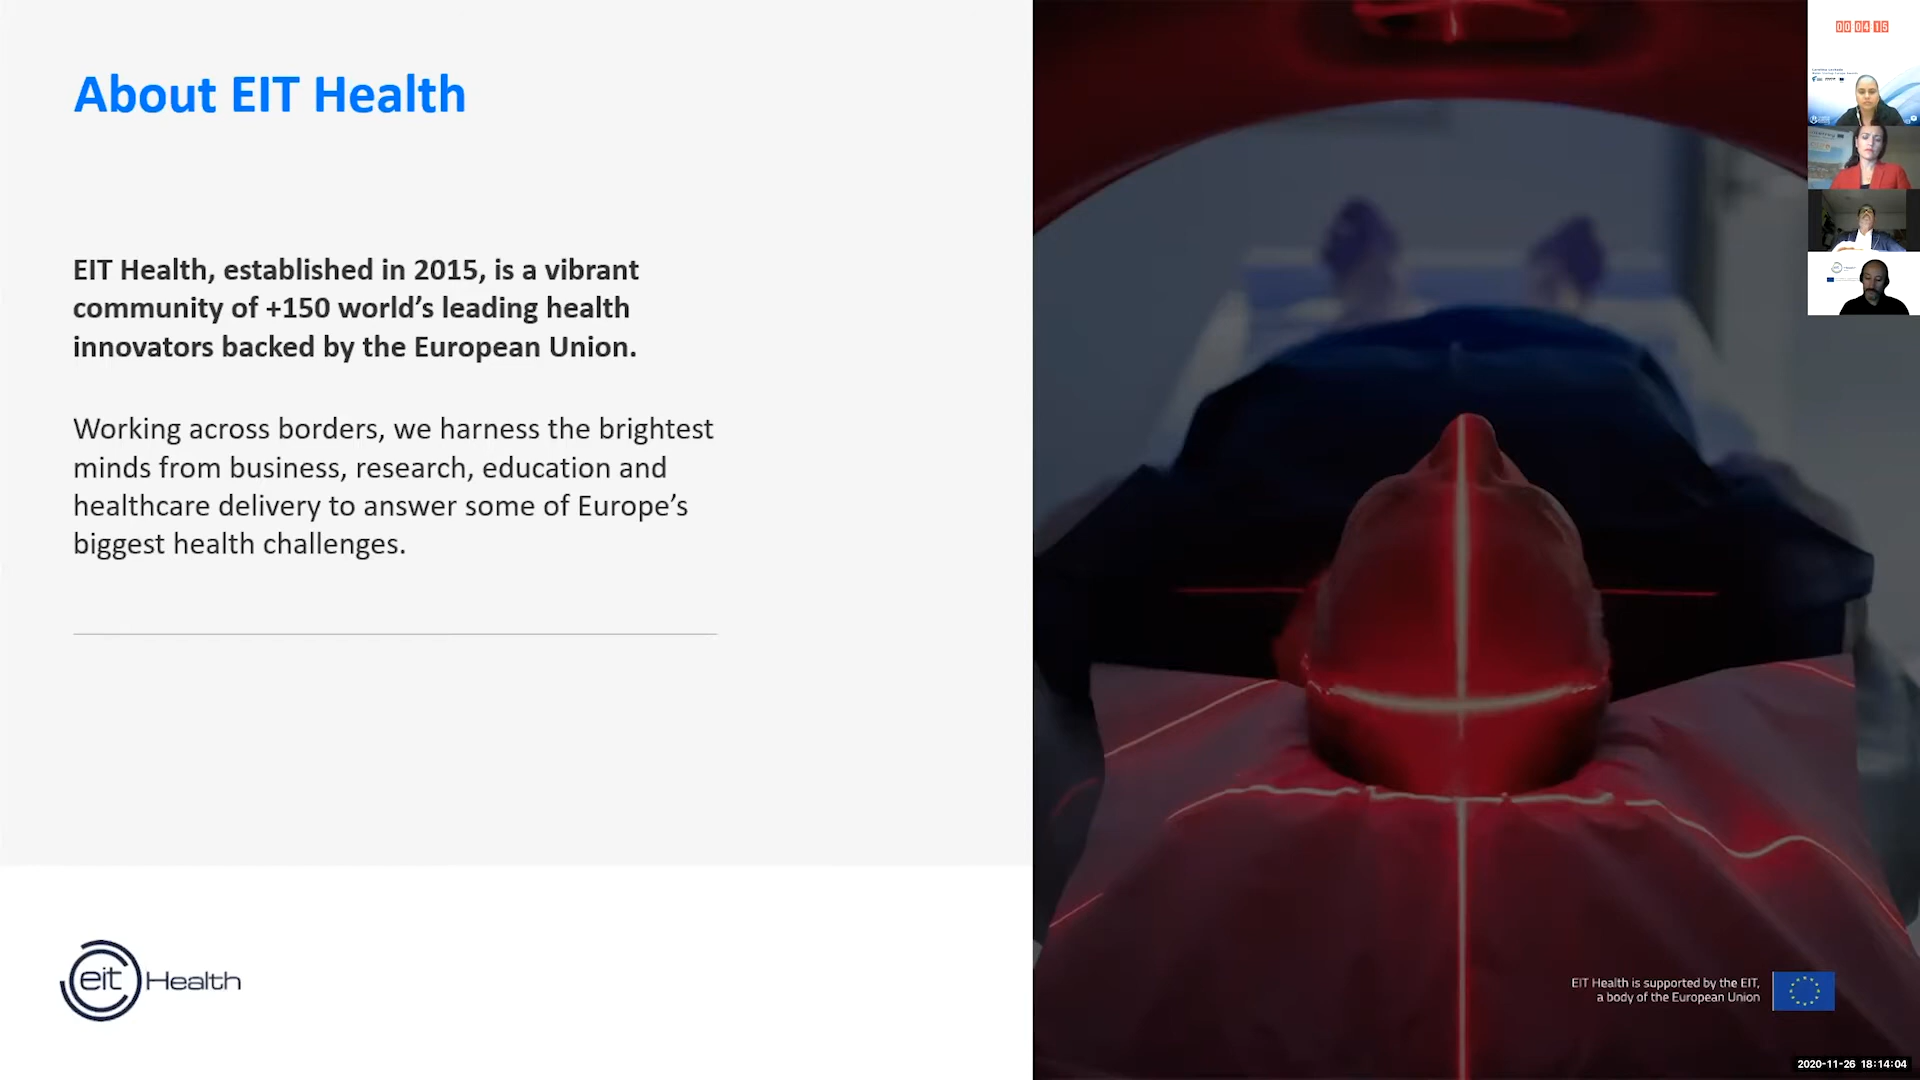 About EIT Health
EIT Health, established in 2015, is a vibrant
community of +150 world’s leading health
innovators backed by the European Union.
Working across borders, we harness the brightest
minds from business, research, education and
healthcare delivery to answer some of Europe’s
biggest health challenges.
eit Health
EIT Health is supported by the EIT,
a body of the European Union
00 04 15
2020-11-26 18:14:04